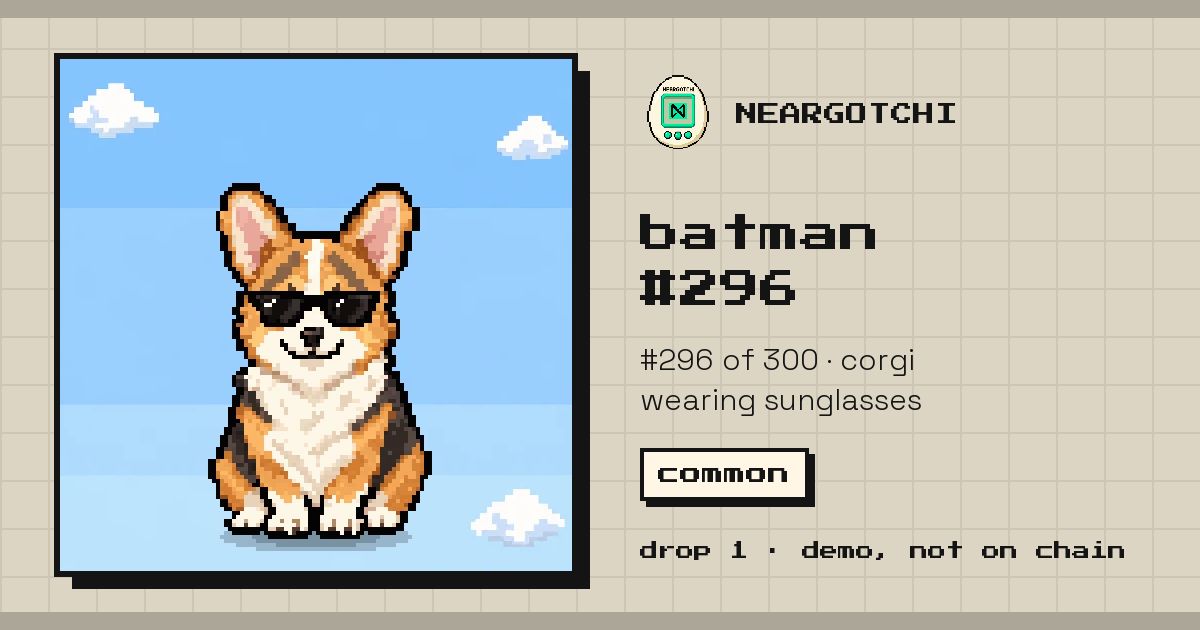 NEARGOTCHI
NEARGOTCHI
batman
#296
#296 of 300 · corgi
wearing sunglasses
common
drop 1 · demo, not on chain